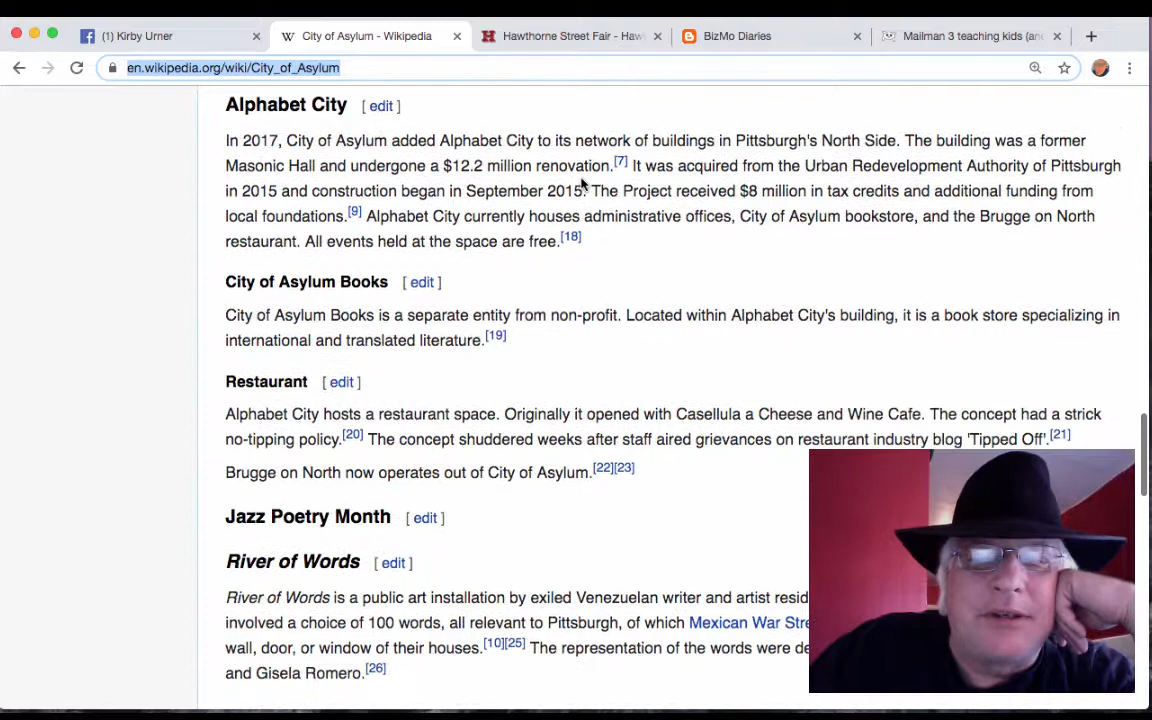 (1) Kirby Urner
City of Asylum - Wikipedia
Hawthorne Street Fair - Haw
BizMo Diaries
Mailman 3 teaching kids (and
en.wikipedia.org/wiki/City_of_Asylum
Alphabet City [ edit ]
In 2017, City of Asylum added Alphabet City to its network of buildings in Pittsburgh's North Side. The building was a former
Masonic Hall and undergone a $12.2 million renovation.[7] It was acquired from the Urban Redevelopment Authority of Pittsburgh
in 2015 and construction began in September 2015. The Project received $8 million in tax credits and additional funding from
local foundations.[9] Alphabet City currently houses administrative offices, City of Asylum bookstore, and the Brugge on North
restaurant. All events held at the space are free.[18]
City of Asylum Books [ edit ]
City of Asylum Books is a separate entity from non-profit. Located within Alphabet City's building, it is a book store specializing in
international and translated literature.[19]
Restaurant [ edit ]
Alphabet City hosts a restaurant space. Originally it opened with Casellula a Cheese and Wine Cafe. The concept had a strick
no-tipping policy.[20] The concept shuddered weeks after staff aired grievances on restaurant industry blog 'Tipped Off'.[21]
Brugge on North now operates out of City of Asylum.[22][23]
Jazz Poetry Month [ edit ]
River of Words [ edit ]
River of Words is a public art installation by exiled Venezuelan writer and artist resid
involved a choice of 100 words, all relevant to Pittsburgh, of which Mexican War Stre
wall, door, or window of their houses.[10][25] The representation of the words were de
and Gisela Romero.[26]